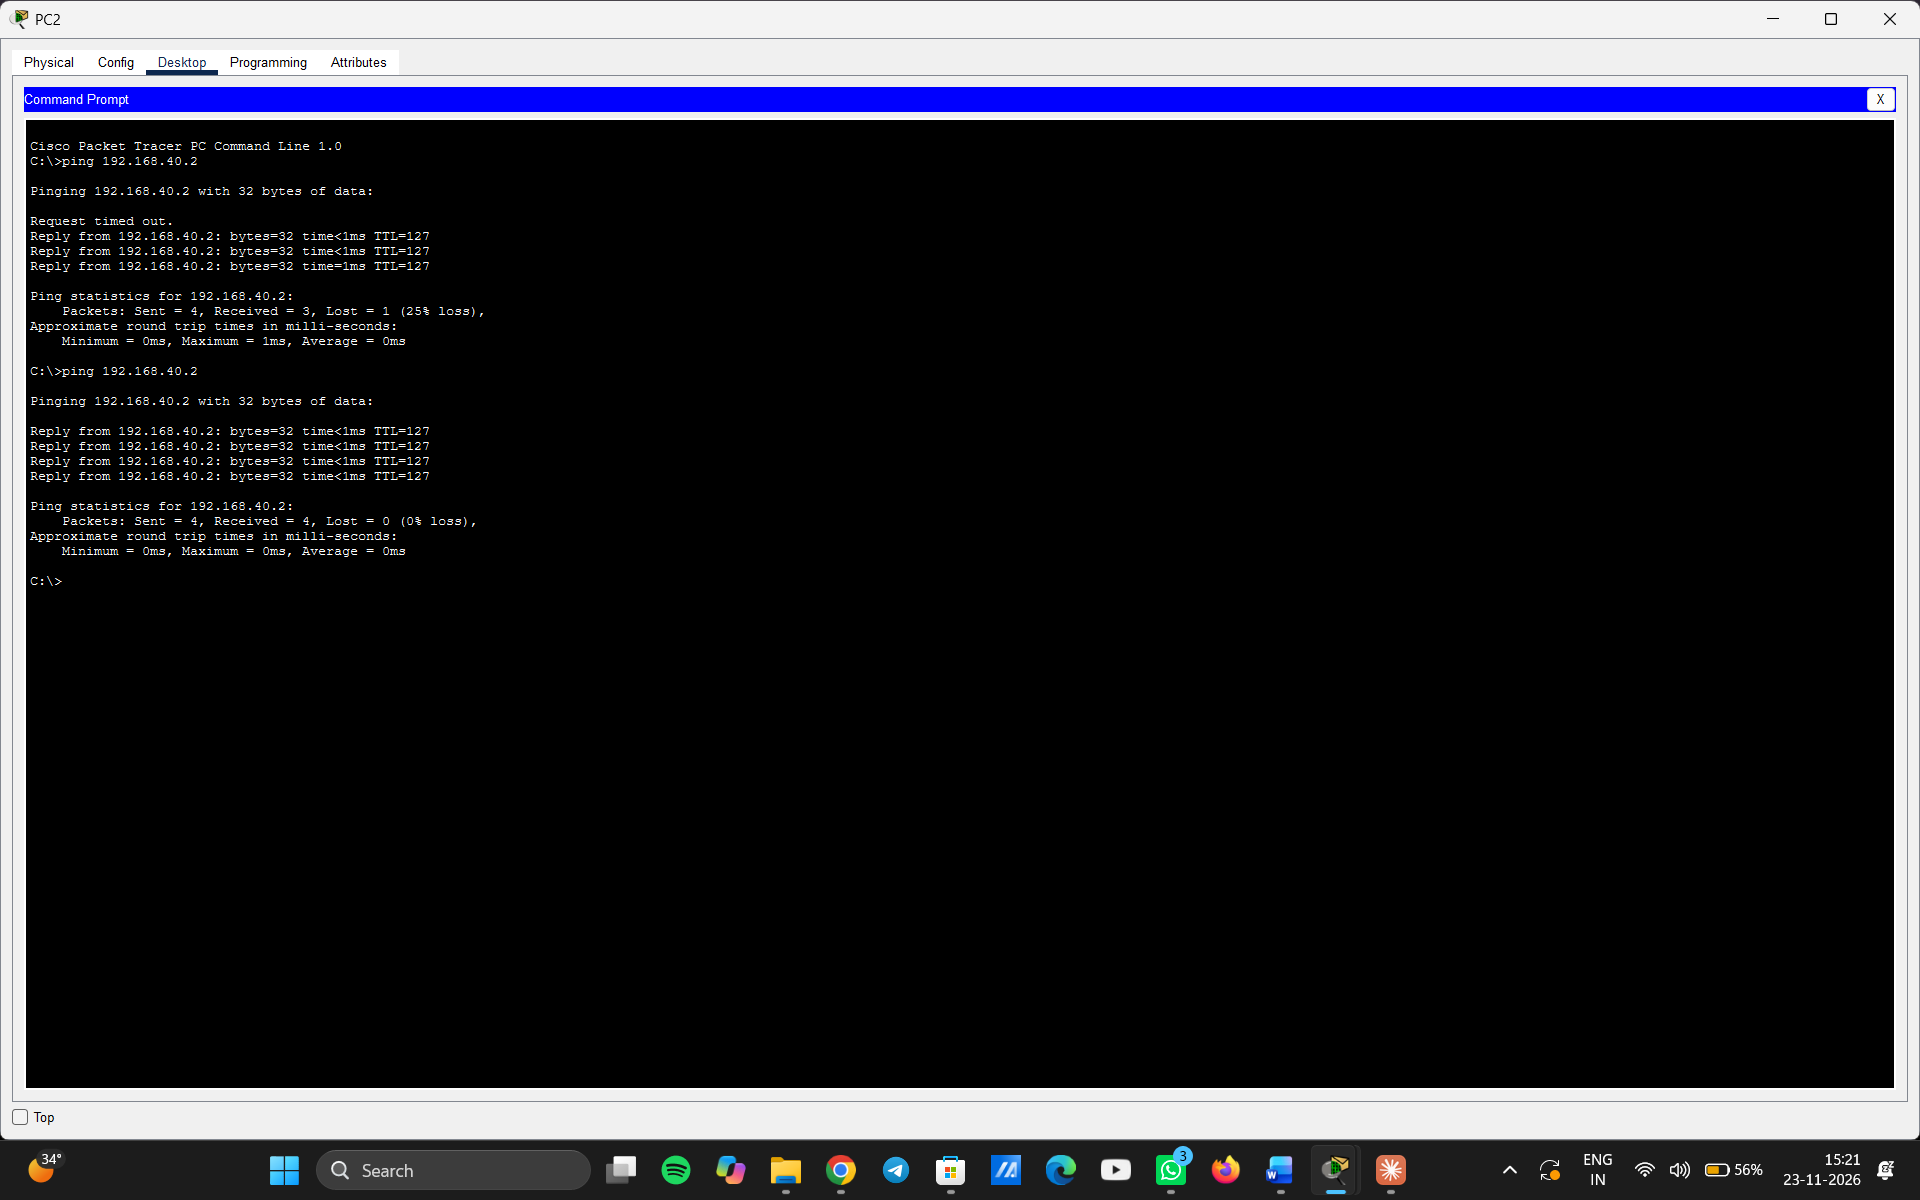 PC2
Physical Config Desktop Programming Attributes
Command Prompt
X
Cisco Packet Tracer PC Command Line 1.0
C:\>ping 192.168.40.2
Pinging 192.168.40.2 with 32 bytes of data:
Request timed out.
Reply from 192.168.40.2: bytes=32 time<1ms TTL=127
Reply from 192.168.40.2: bytes=32 time<1ms TTL=127
Reply from 192.168.40.2: bytes=32 time=1ms TTL=127
Ping statistics for 192.168.40.2:
Packets: Sent = 4, Received = 3, Lost = 1 (25% loss),
Approximate round trip times in milli-seconds:
Minimum = 0ms, Maximum = 1ms, Average = 0ms
C:\>ping 192.168.40.2
Pinging 192.168.40.2 with 32 bytes of data:
Reply from 192.168.40.2: bytes=32 time<1ms TTL=127
Reply from 192.168.40.2: bytes=32 time<1ms TTL=127
Reply from 192.168.40.2: bytes=32 time<1ms TTL=127
Reply from 192.168.40.2: bytes=32 time<1ms TTL=127
Ping statistics for 192.168.40.2:
Packets: Sent = 4, Received = 4, Lost = 0 (0% loss),
Approximate round trip times in milli-seconds:
Minimum = 0ms, Maximum = 0ms, Average = 0ms
C:\>
Top
34°
Search
3
ENG
IN
56%
15:21
23-11-2026